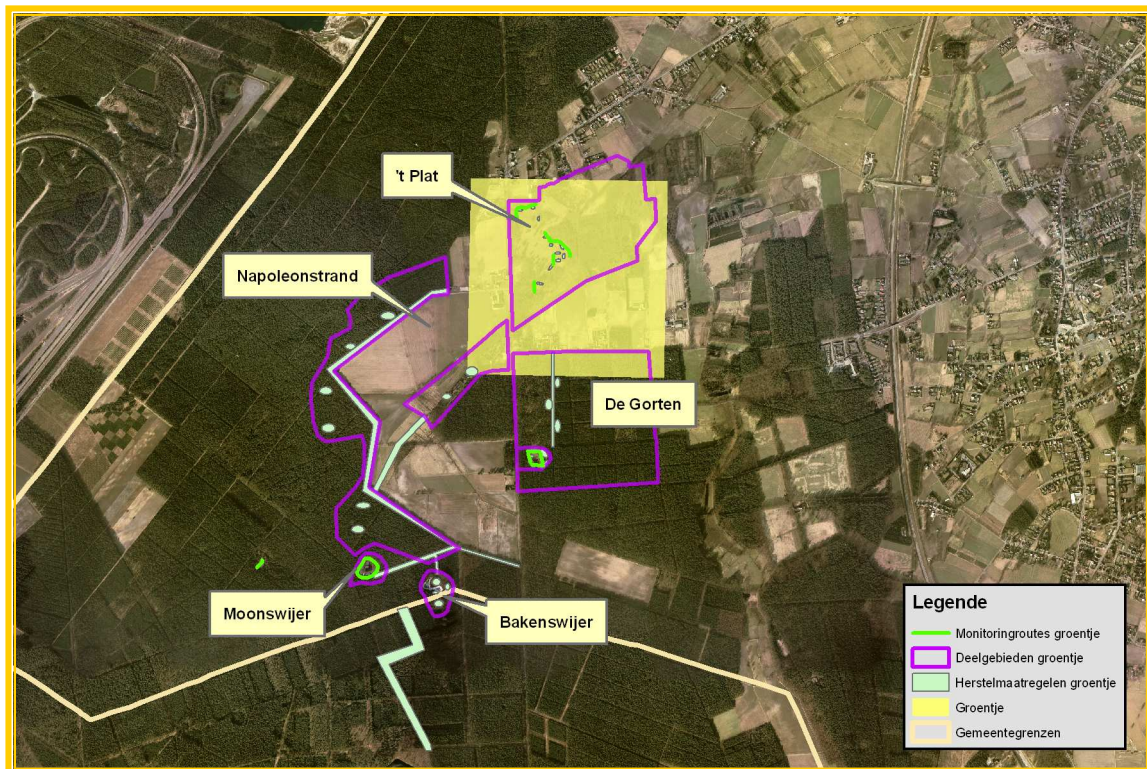 't Plat
Napoleonstrand
De Gorten
Moonswijer
Bakenswijer
Legende
Monitoringroutes groentje
Deelgebieden groentje
Herstelmaatregelen groentje
Groentje
Gemeentegrenzen